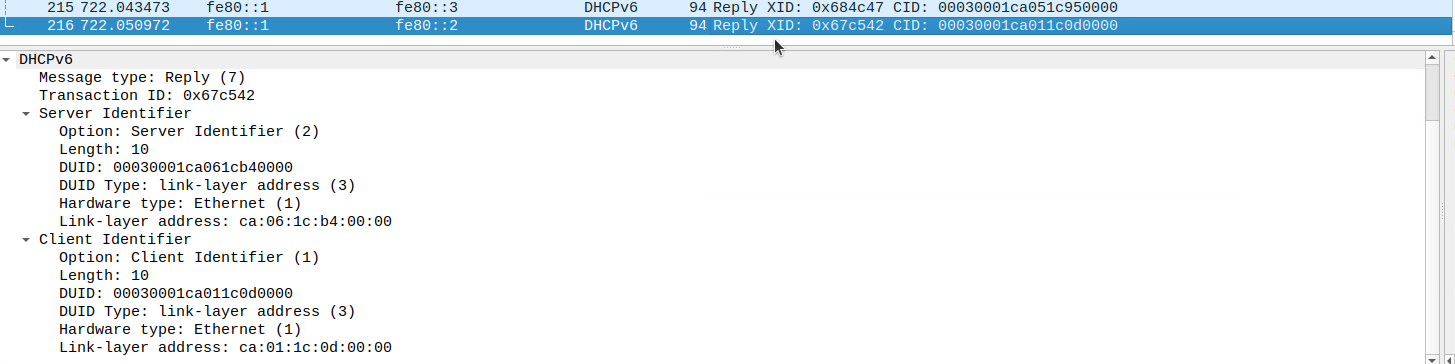 215 722.043473 fe80::1 fe80::3 DHCPv6 94 Reply XID: 0x684c47 CID: 00030001ca051c950000
216 722.050972 fe80::1 fe80::2 DHCPv6 94 Reply XID: 0x67c542 CID: 00030001ca011c0d0000
DHCPv6
Message type: Reply (7)
Transaction ID: 0x67c542
Server Identifier
Option: Server Identifier (2)
Length: 10
DUID: 00030001ca061cb40000
DUID Type: link-layer address (3)
Hardware type: Ethernet (1)
Link-layer address: ca:06:1c:b4:00:00
Client Identifier
Option: Client Identifier (1)
Length: 10
DUID: 00030001ca011c0d0000
DUID Type: link-layer address (3)
Hardware type: Ethernet (1)
Link-layer address: ca:01:1c:0d:00:00